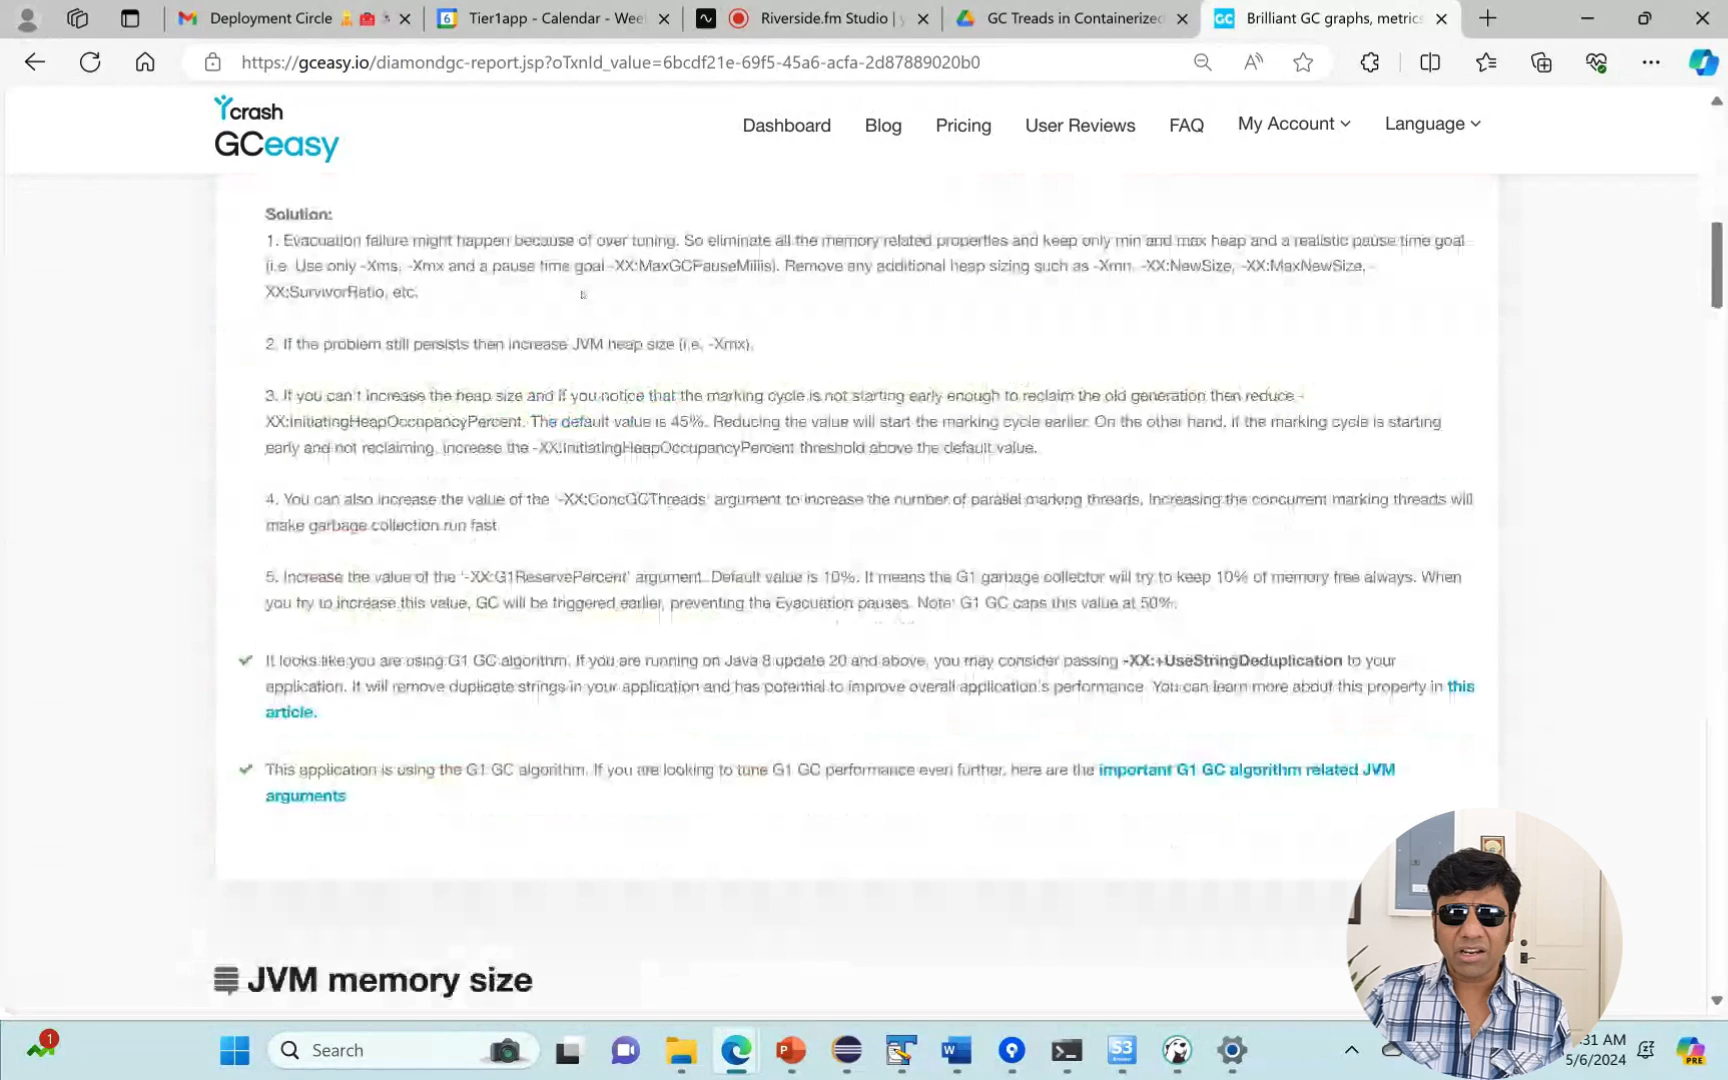 Deployment Circle
Tier1app - Calendar - Wee
Riverside.fm Studio | y
GC Treads in Containerized
GC
Brilliant GC graphs, metrics
https://gceasy.io/diamondgc-report.jsp?oTxnId_value=6bcdf21e-69f5-45a6-acfa-2d87889020b0
Ycrash
GCeasy
Dashboard
Blog
Pricing
User Reviews
FAQ
My Account
Language
Solution:
1. Evacuation failure might happen because of over tuning. So eliminate all the memory related properties and keep only min and max heap and a realistic pause time goal
(i.e. Use only -Xms, -Xmx and a pause time goal -XX:MaxGCPauseMillis). Remove any additional heap sizing such as -Xmn, -XX:NewSize, -XX:MaxNewSize, -
XX:SurvivorRatio, etc.
2. If the problem still persists then increase JVM heap size (i.e. -Xmx).
3. If you can't increase the heap size and if you notice that the marking cycle is not starting early enough to reclaim the old generation then reduce -
XX:InitiatingHeapOccupancyPercent. The default value is 45%. Reducing the value will start the marking cycle earlier. On the other hand, if the marking cycle is starting
early and not reclaiming, increase the -XX:InitiatingHeapOccupancyPercent threshold above the default value.
4. You can also increase the value of the '-XX:ConcGCThreads' argument to increase the number of parallel marking threads. Increasing the concurrent marking threads will
make garbage collection run fast.
5. Increase the value of the '-XX:G1ReservePercent' argument. Default value is 10%. It means the G1 garbage collector will try to keep 10% of memory free always. When
you try to increase this value, GC will be triggered earlier, preventing the Evacuation pauses. Note: G1 GC caps this value at 50%.
It looks like you are using G1 GC algorithm. If you are running on Java 8 update 20 and above, you may consider passing -XX:+UseStringDeduplication to your
application. It will remove duplicate strings in your application and has potential to improve overall application's performance. You can learn more about this property in this
article.
This application is using the G1 GC algorithm. If you are looking to tune G1 GC performance even further, here are the important G1 GC algorithm related JVM
arguments
JVM memory size
1
Search
S3
:31 AM
5/6/2024
PRE